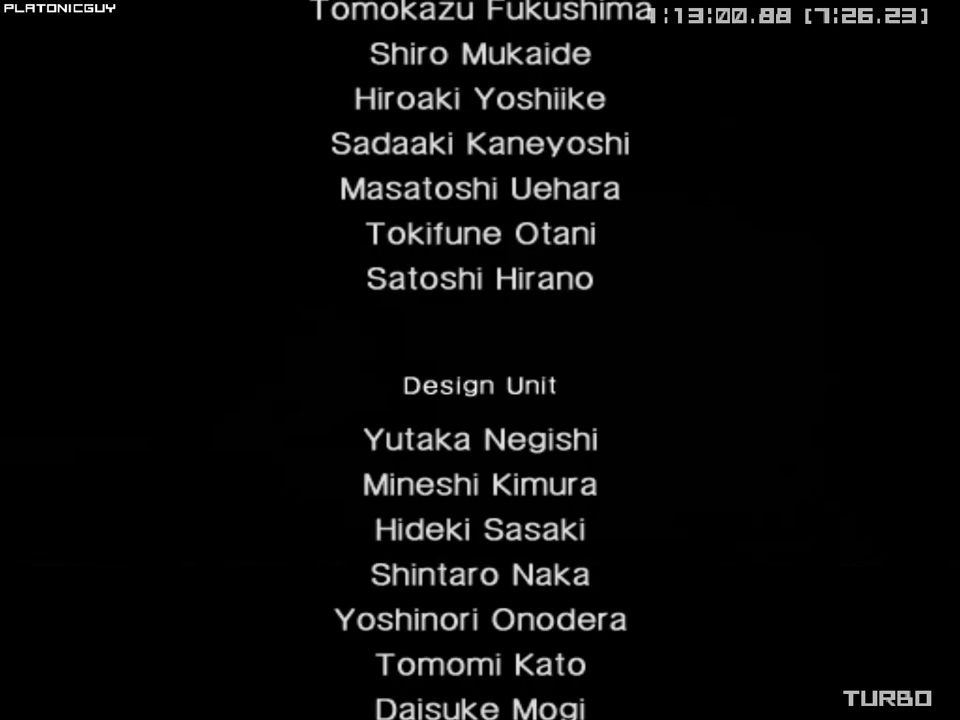 PLATONICGUY
1:13:00.88 [7:26.23]
Tomokazu Fukushima
Shiro Mukaide
Hiroaki Yoshiike
Sadaaki Kaneyoshi
Masatoshi Uehara
Tokifune Otani
Satoshi Hirano
Design Unit
Yutaka Negishi
Mineshi Kimura
Hideki Sasaki
Shintaro Naka
Yoshinori Onodera
Tomomi Kato
Daisuke Mogi
TURBO